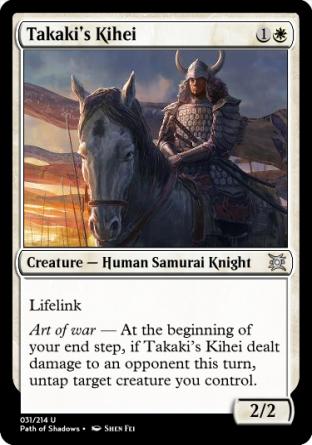 Takaki's Kihei 1
Creature — Human Samurai Knight
Lifelink
Art of war — At the beginning of
your end step, if Takaki's Kihei dealt
damage to an opponent this turn,
untap target creature you control.
2/2
031/214 U
Path of Shadows • Shen Fei